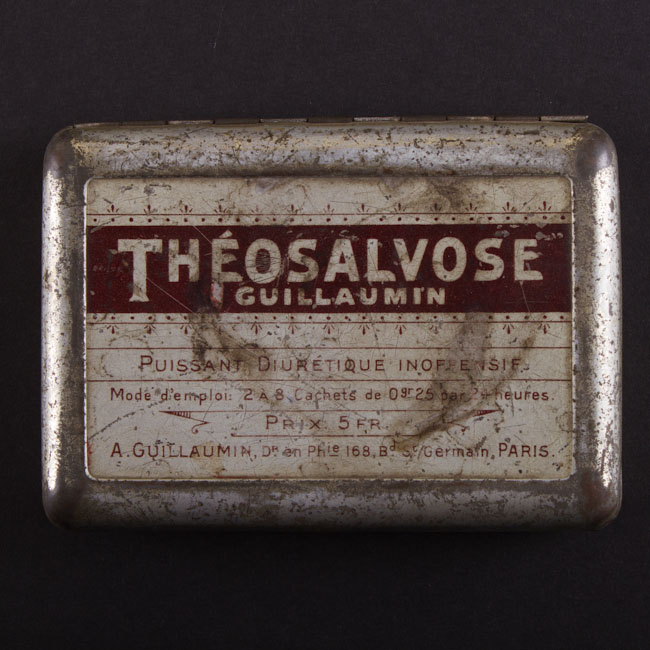 THÉOSALVOSE
GUILLAUMIN
PUISSANT DIURÉTIQUE INOFFENSIF.
Mode d'emploi: 2 à 8 Cachets de 0gr25 par 24 heures.
PRIX 5 FR.
A. GUILLAUMIN, Dr en Phie 168, Bd St Germain, PARIS.